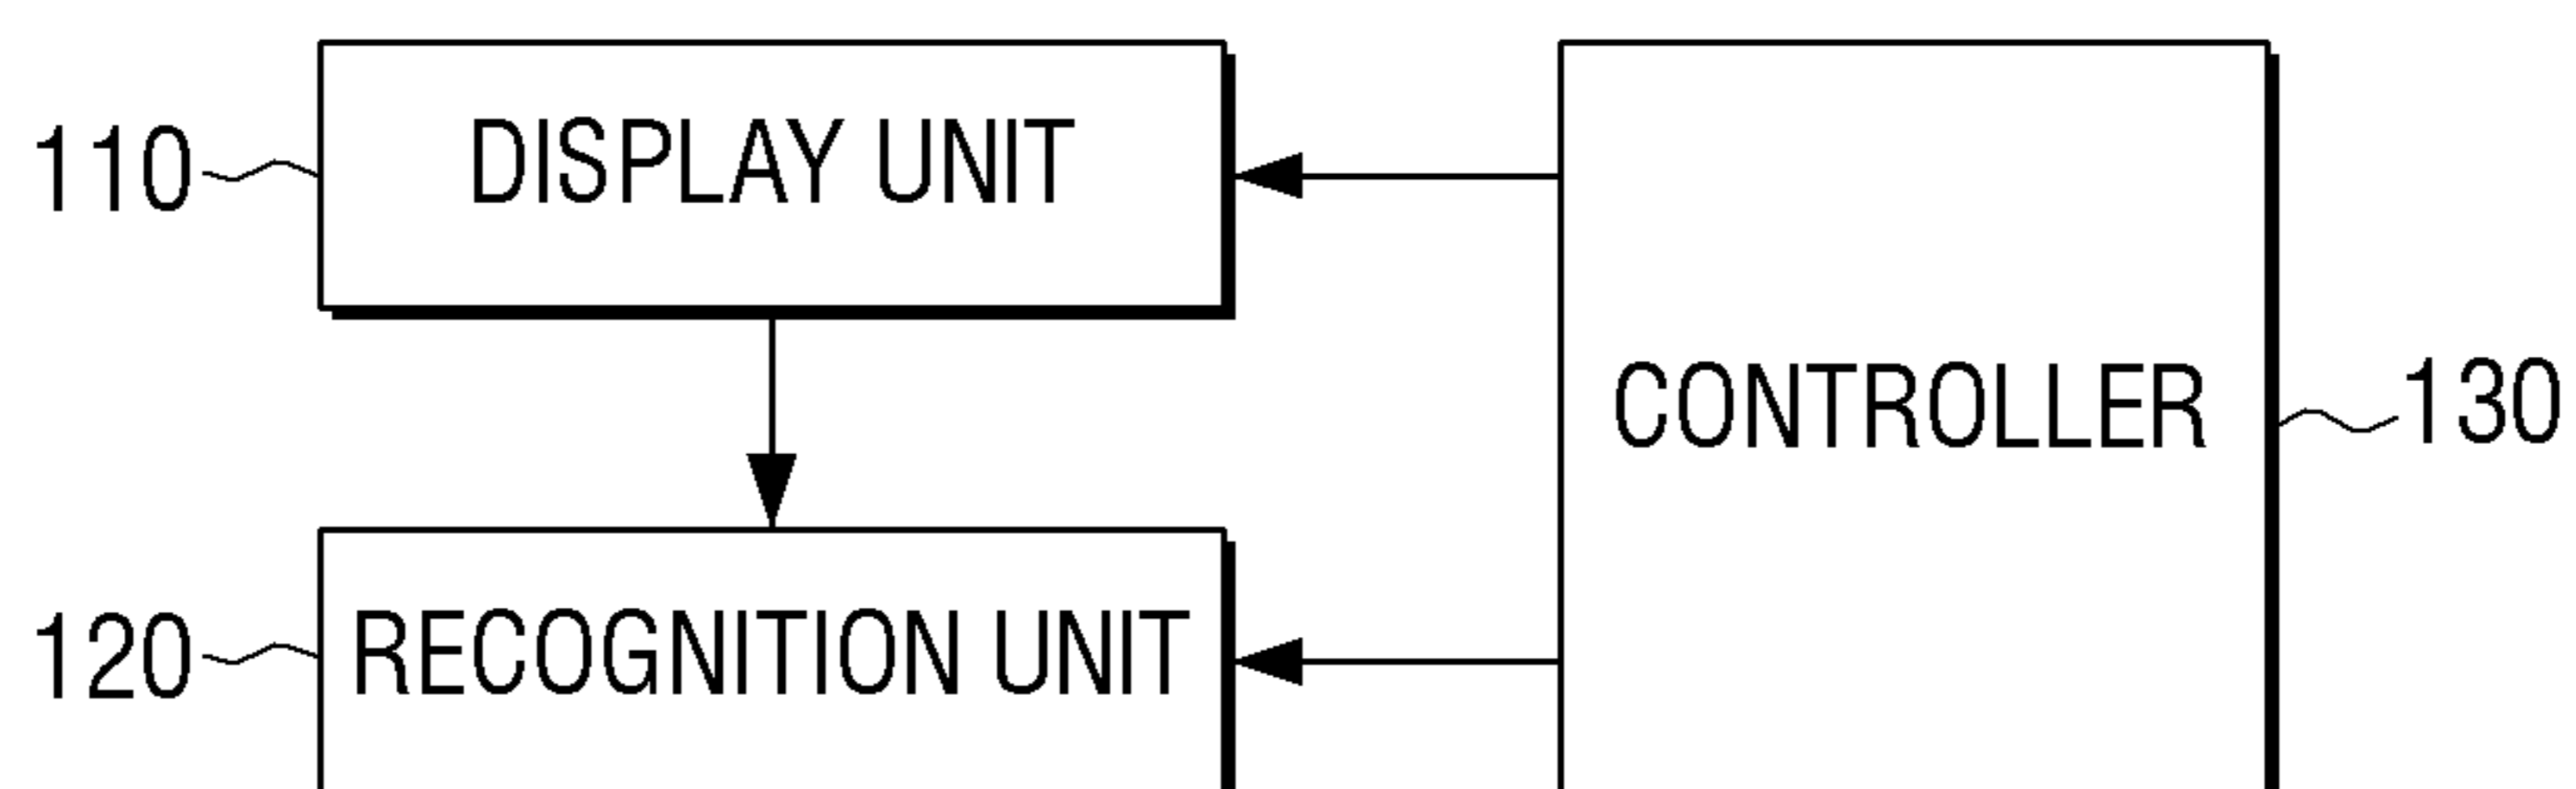 110
DISPLAY UNIT
CONTROLLER
130
120
RECOGNITION UNIT